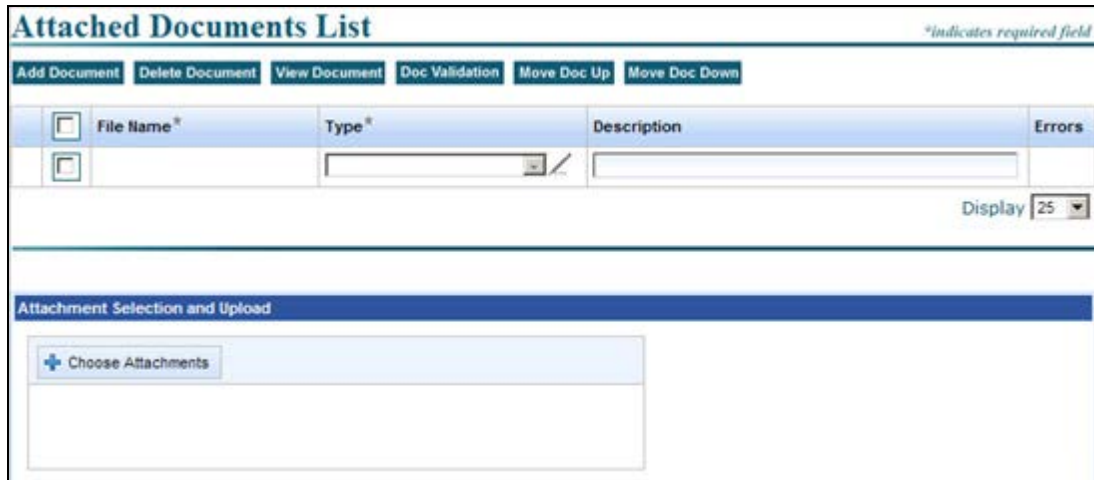 Attached Documents List
*indicates required field
Add Document Delete Document View Document Doc Validation Move Doc Up Move Doc Down
File Name* Type* Description Errors
Display 25
Attachment Selection and Upload
Choose Attachments